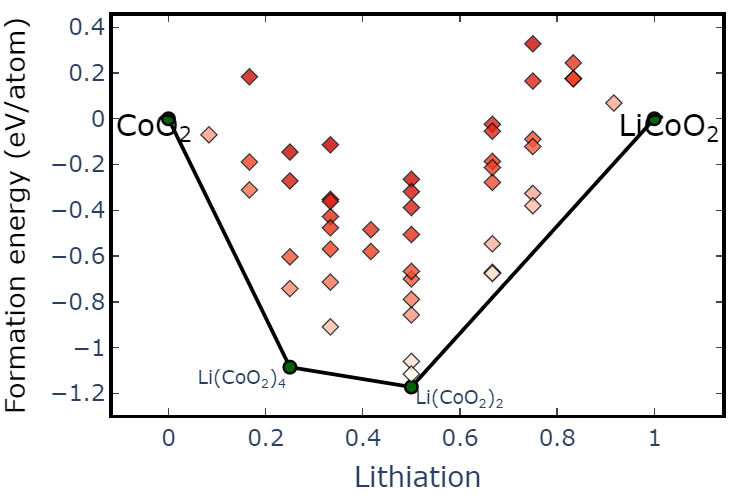 Formation energy (eV/atom)
0.4
0.2
0
−0.2
−0.4
−0.6
−0.8
−1
−1.2
CoO₂
LiCoO₂
Li(CoO₂)₄
Li(CoO₂)₂
0 0.2 0.4 0.6 0.8 1
Lithiation